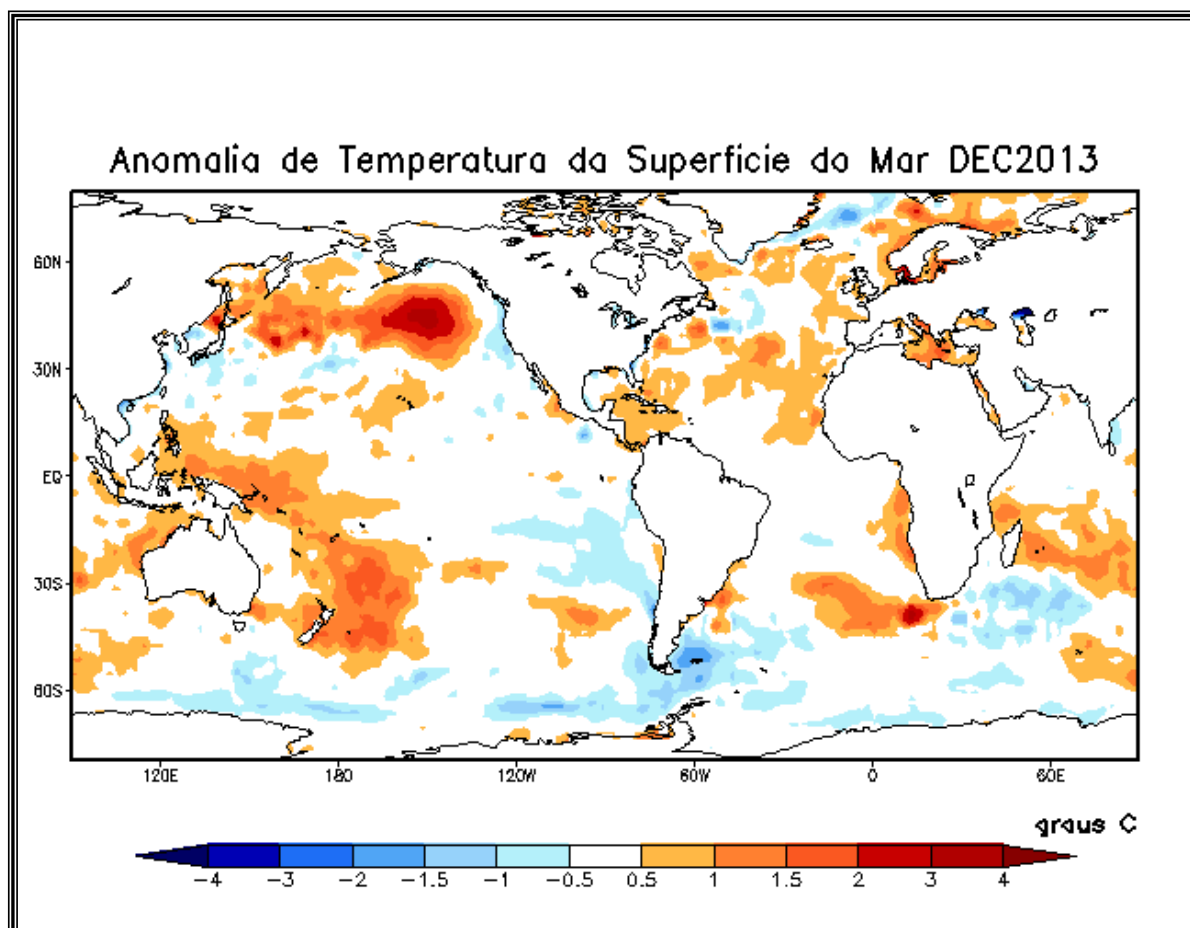 Anomalia de Temperatura da Superficie do Mar DEC2013
60N
30N
EQ
30S
60S
120E 180 120W 60W 0 60E
graus C
-4 -3 -2 -1.5 -1 -0.5 0.5 1 1.5 2 3 4